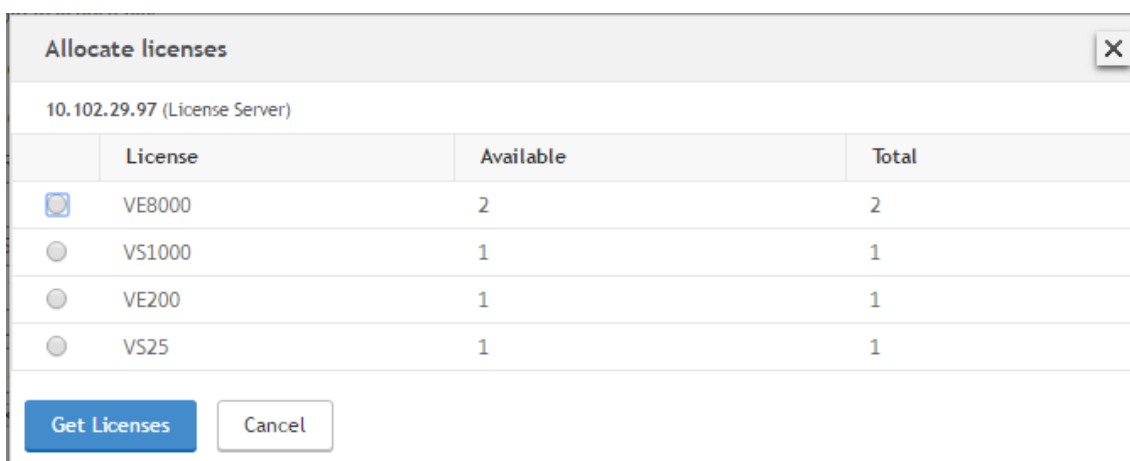 Allocate licenses
10.102.29.97 (License Server)
License Available Total
VE8000 2 2
VS1000 1 1
VE200 1 1
VS25 1 1
Get Licenses Cancel